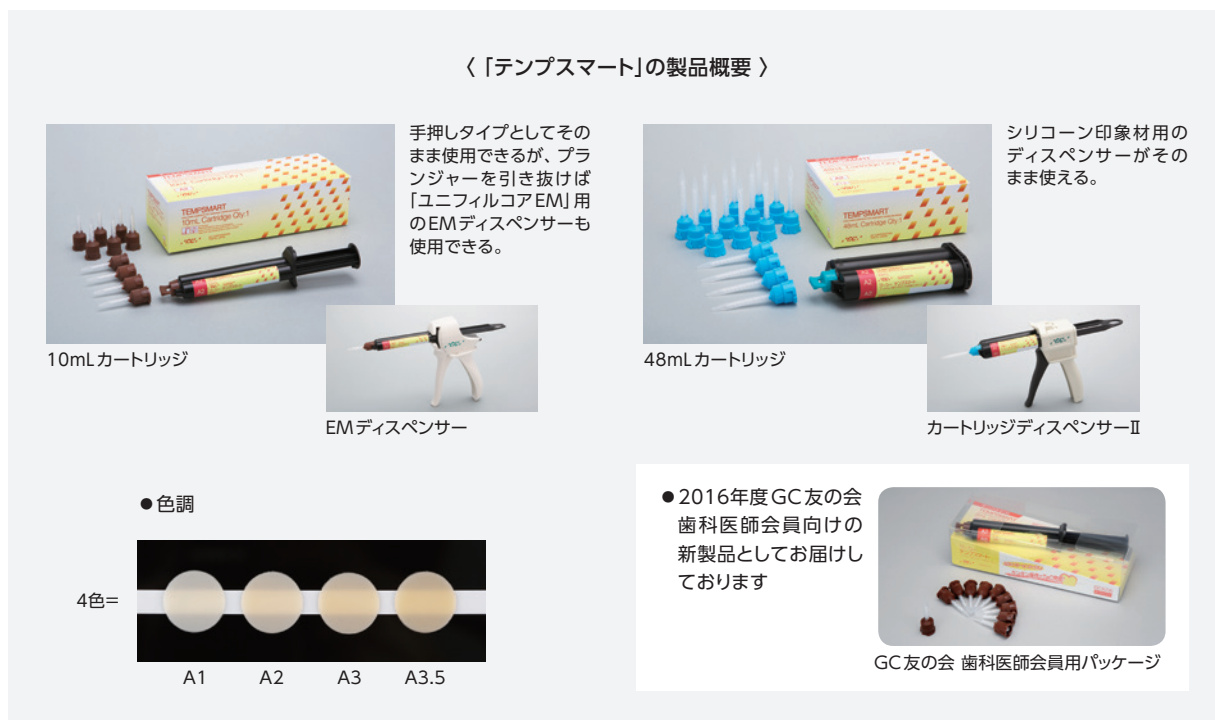 〈「テンプスマート」の製品概要 〉
手押しタイプとしてその
まま使用できるが、プラ
ンジャーを引き抜けば
「ユニフィルコアEM」用
のEMディスペンサーも
使用できる。
TEMPSMART
10mL Cartridge Qty:1
10mLカートリッジ
EMディスペンサー
シリコーン印象材用の
ディスペンサーがその
まま使える。
TEMPSMART
48mL Cartridge Qty:1
48mLカートリッジ
カートリッジディスペンサーⅡ
●色調
4色＝
A1 A2 A3 A3.5
●2016年度GC友の会
歯科医師会員向けの
新製品としてお届けし
ております
GC友の会 歯科医師会員用パッケージ